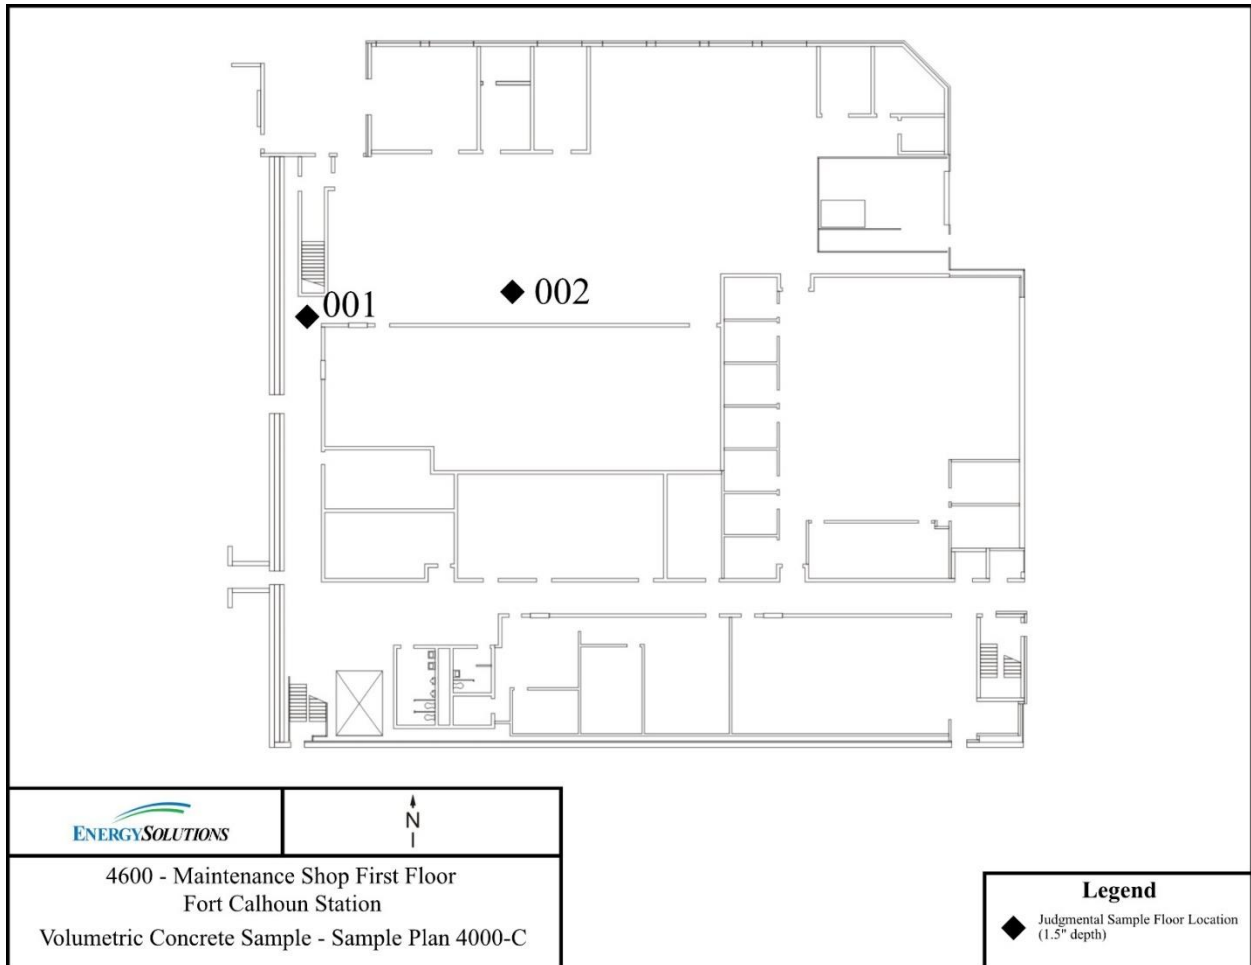 001
002
ENERGYSOLUTIONS
N
4600 - Maintenance Shop First Floor
Fort Calhoun Station
Volumetric Concrete Sample - Sample Plan 4000-C
Legend
Judgmental Sample Floor Location
(1.5" depth)